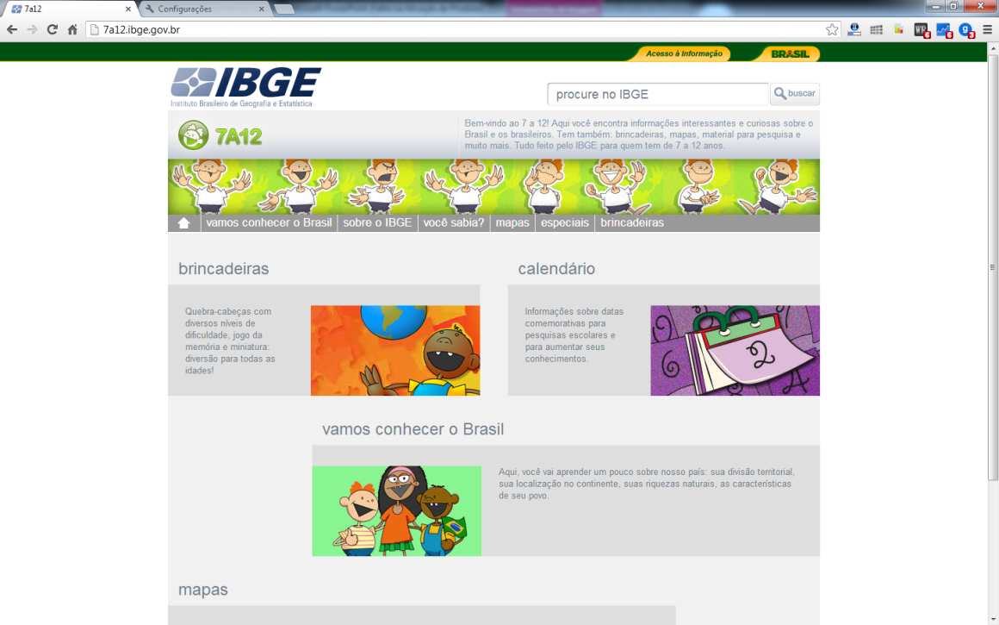 7a12
Configurações
7a12.ibge.gov.br
Acesso à Informação
BRASIL
IBGE
Instituto Brasileiro de Geografia e Estatística
procure no IBGE
buscar
7A12
Bem-vindo ao 7 a 12! Aqui você encontra informações interessantes e curiosas sobre o
Brasil e os brasileiros. Tem também: brincadeiras, mapas, material para pesquisa e
muito mais. Tudo feito pelo IBGE para quem tem de 7 a 12 anos.
vamos conhecer o Brasil
sobre o IBGE
você sabia?
mapas
especiais
brincadeiras
brincadeiras
Quebra-cabeças com
diversos níveis de
dificuldade, jogo da
memória e miniatura:
diversão para todas as
idades!
calendário
Informações sobre datas
comemorativas para
pesquisas escolares e
para aumentar seus
conhecimentos.
2
vamos conhecer o Brasil
Aqui, você vai aprender um pouco sobre nosso país: sua divisão territorial,
sua localização no continente, suas riquezas naturais, as características
de seu povo.
mapas